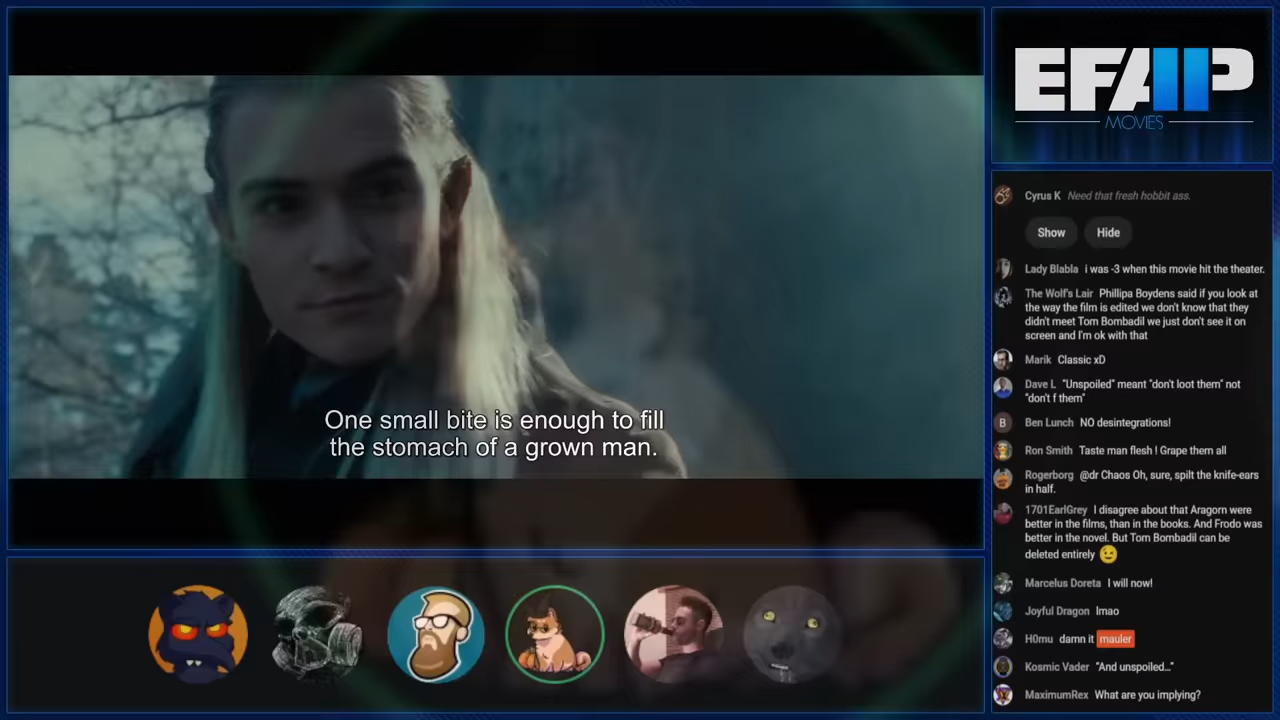 One small bite is enough to fill
the stomach of a grown man.
EFAP
MOVIES
Cyrus K Need that fresh hobbit ass.
Show Hide
Lady Blabla i was -3 when this movie hit the theater.
The Wolf's Lair Phillipa Boydens said if you look at
the way the film is edited we don't know that they
didn't meet Tom Bombadil we just don't see it on
screen and I'm ok with that
Marik Classic xD
Dave L "Unspoiled" meant "don't loot them" not
"don't f them"
B
Ben Lunch NO desintegrations!
Ron Smith Taste man flesh ! Grape them all
Rogerborg @dr Chaos Oh, sure, spilt the knife-ears
in half.
1701EarlGrey I disagree about that Aragorn were
better in the films, than in the books. And Frodo was
better in the novel. But Tom Bombadil can be
deleted entirely 😉
Marcelus Doreta I will now!
Joyful Dragon lmao
H0mu damn it mauler
Kosmic Vader "And unspoiled..."
MaximumRex What are you implying?